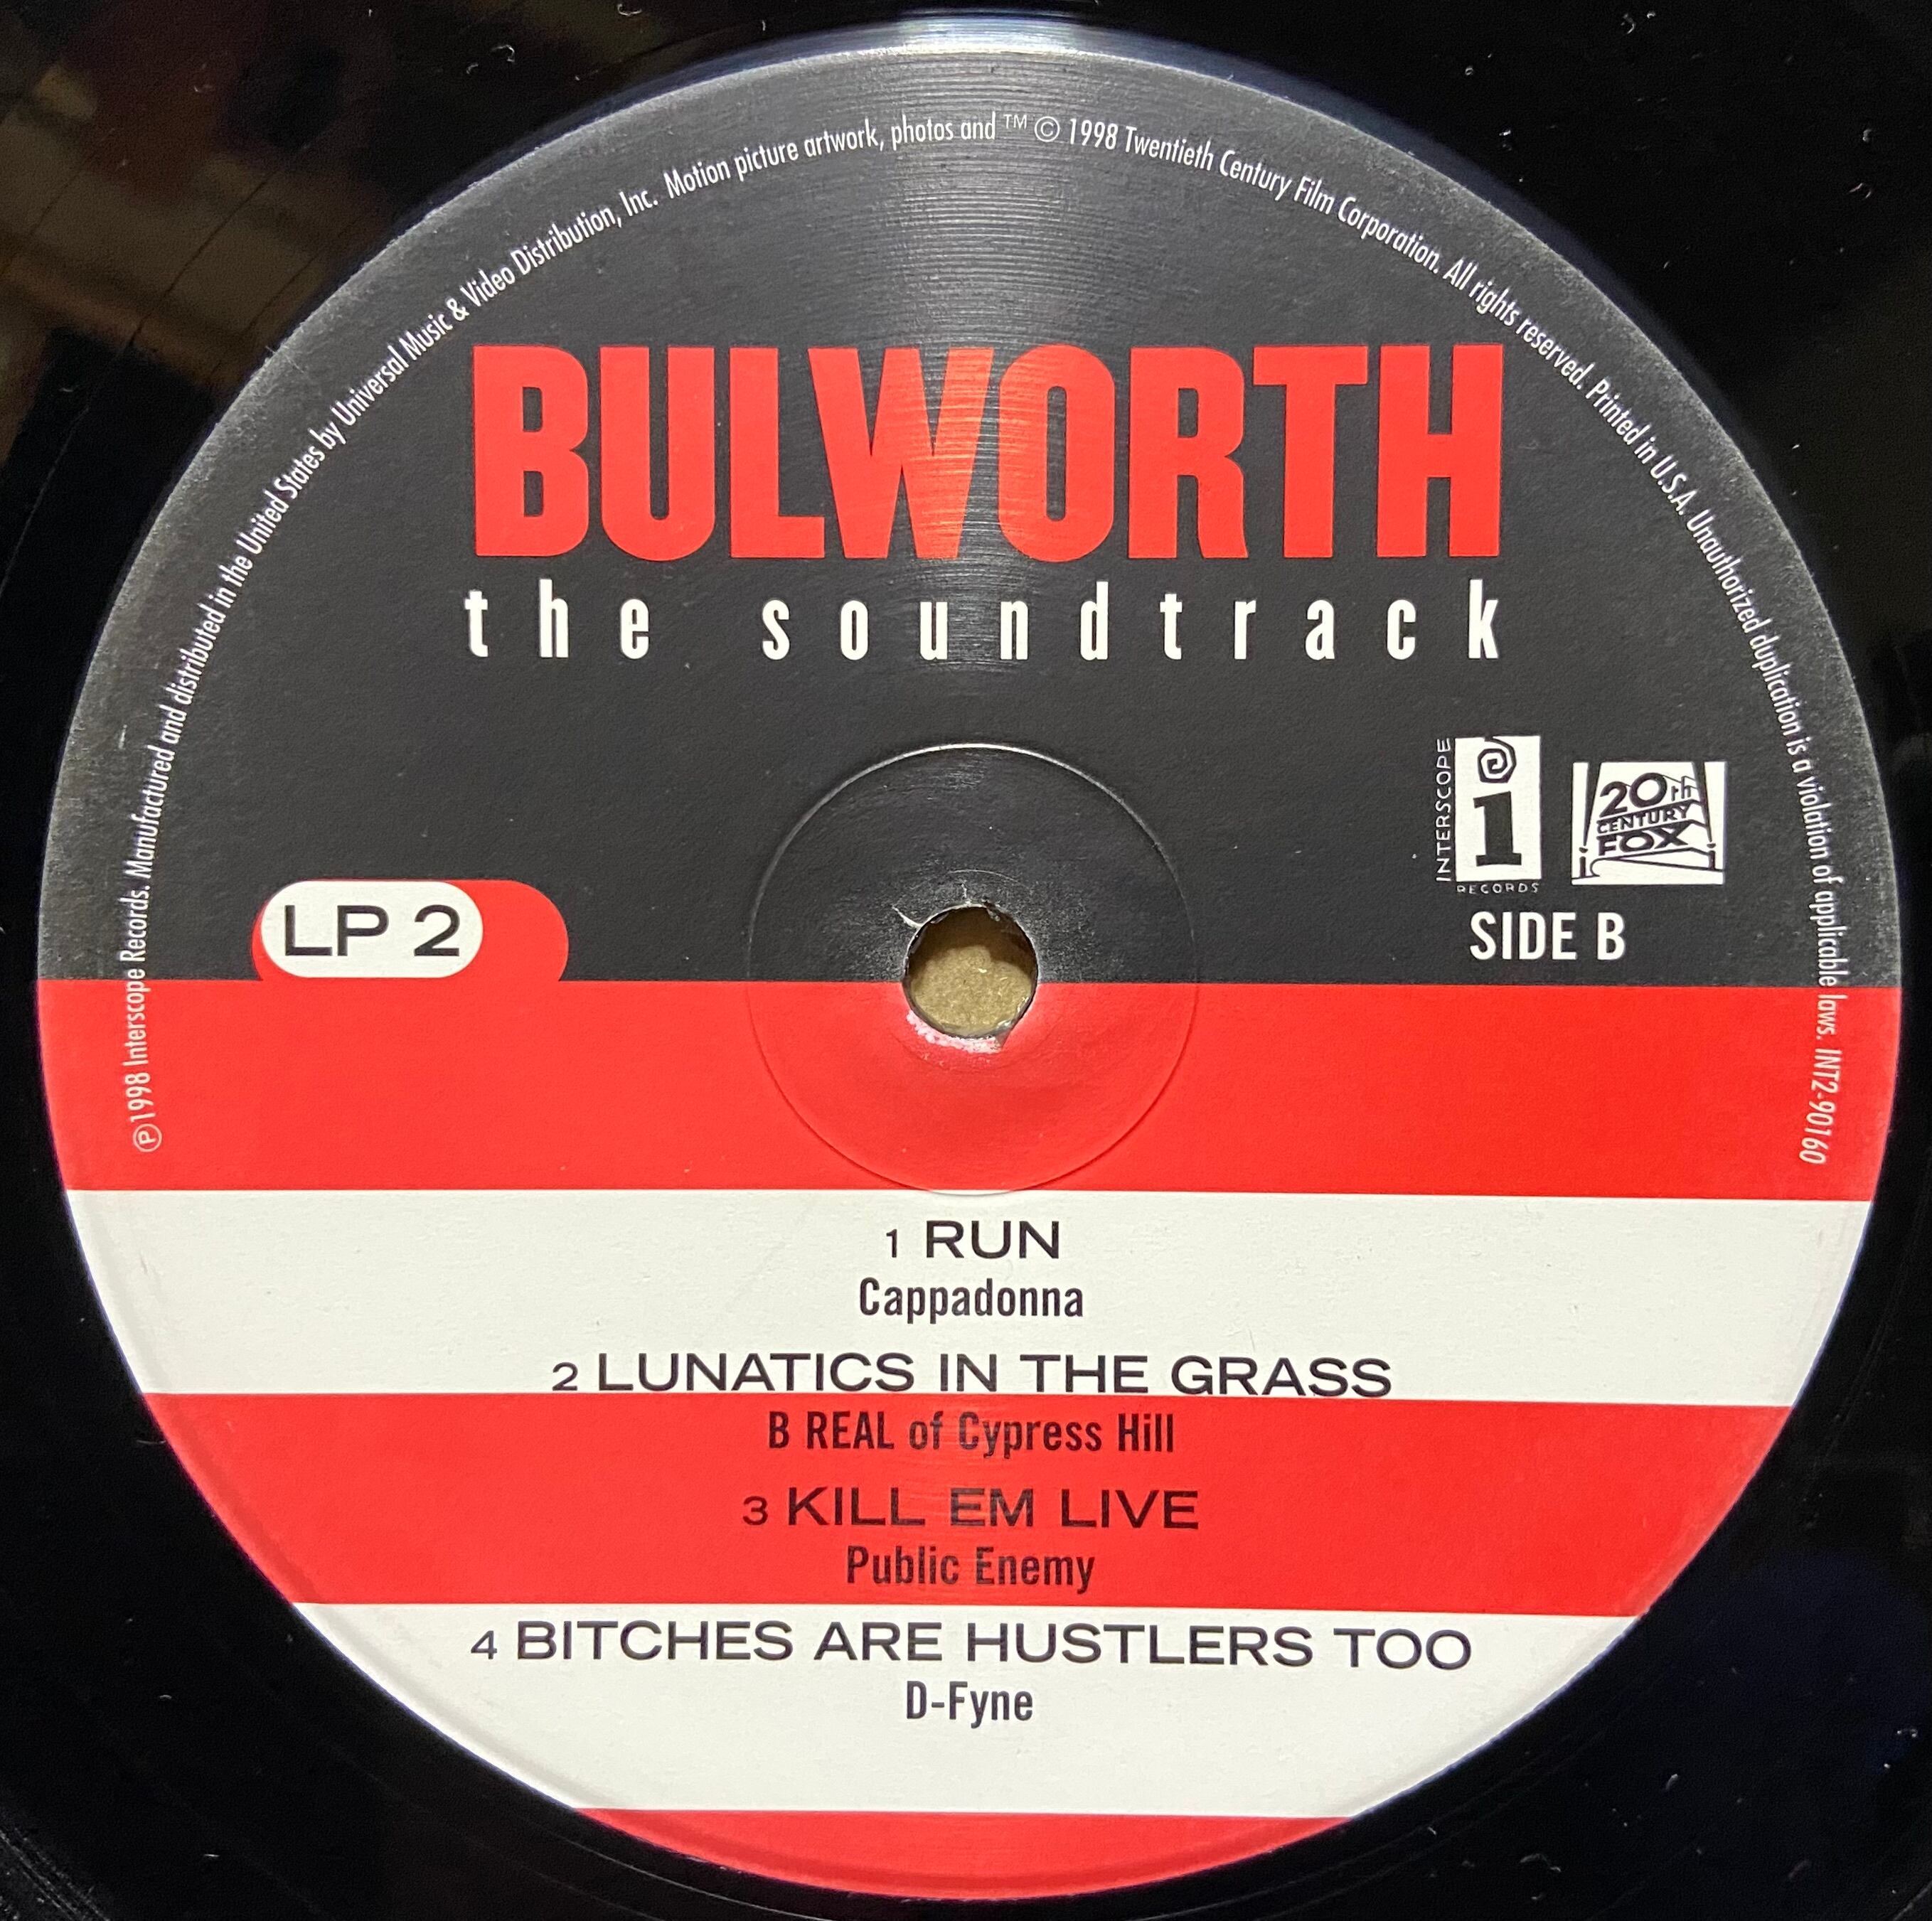 ℗1998 Interscope Records. Manufactured and distributed in the United States by Universal Music & Video Distribution, Inc. Motion picture artwork, photos and ™ © 1998 Twentieth Century Film Corporation. All rights reserved. Printed in U.S.A. Unauthorized duplication is a violation of applicable laws. INT2-90160
BULWORTH
the soundtrack
INTERSCOPE
i
RECORDS
20th
CENTURY
FOX
LP 2
SIDE B
1 RUN
Cappadonna
2 LUNATICS IN THE GRASS
B REAL of Cypress Hill
3 KILL EM LIVE
Public Enemy
4 BITCHES ARE HUSTLERS TOO
D-Fyne